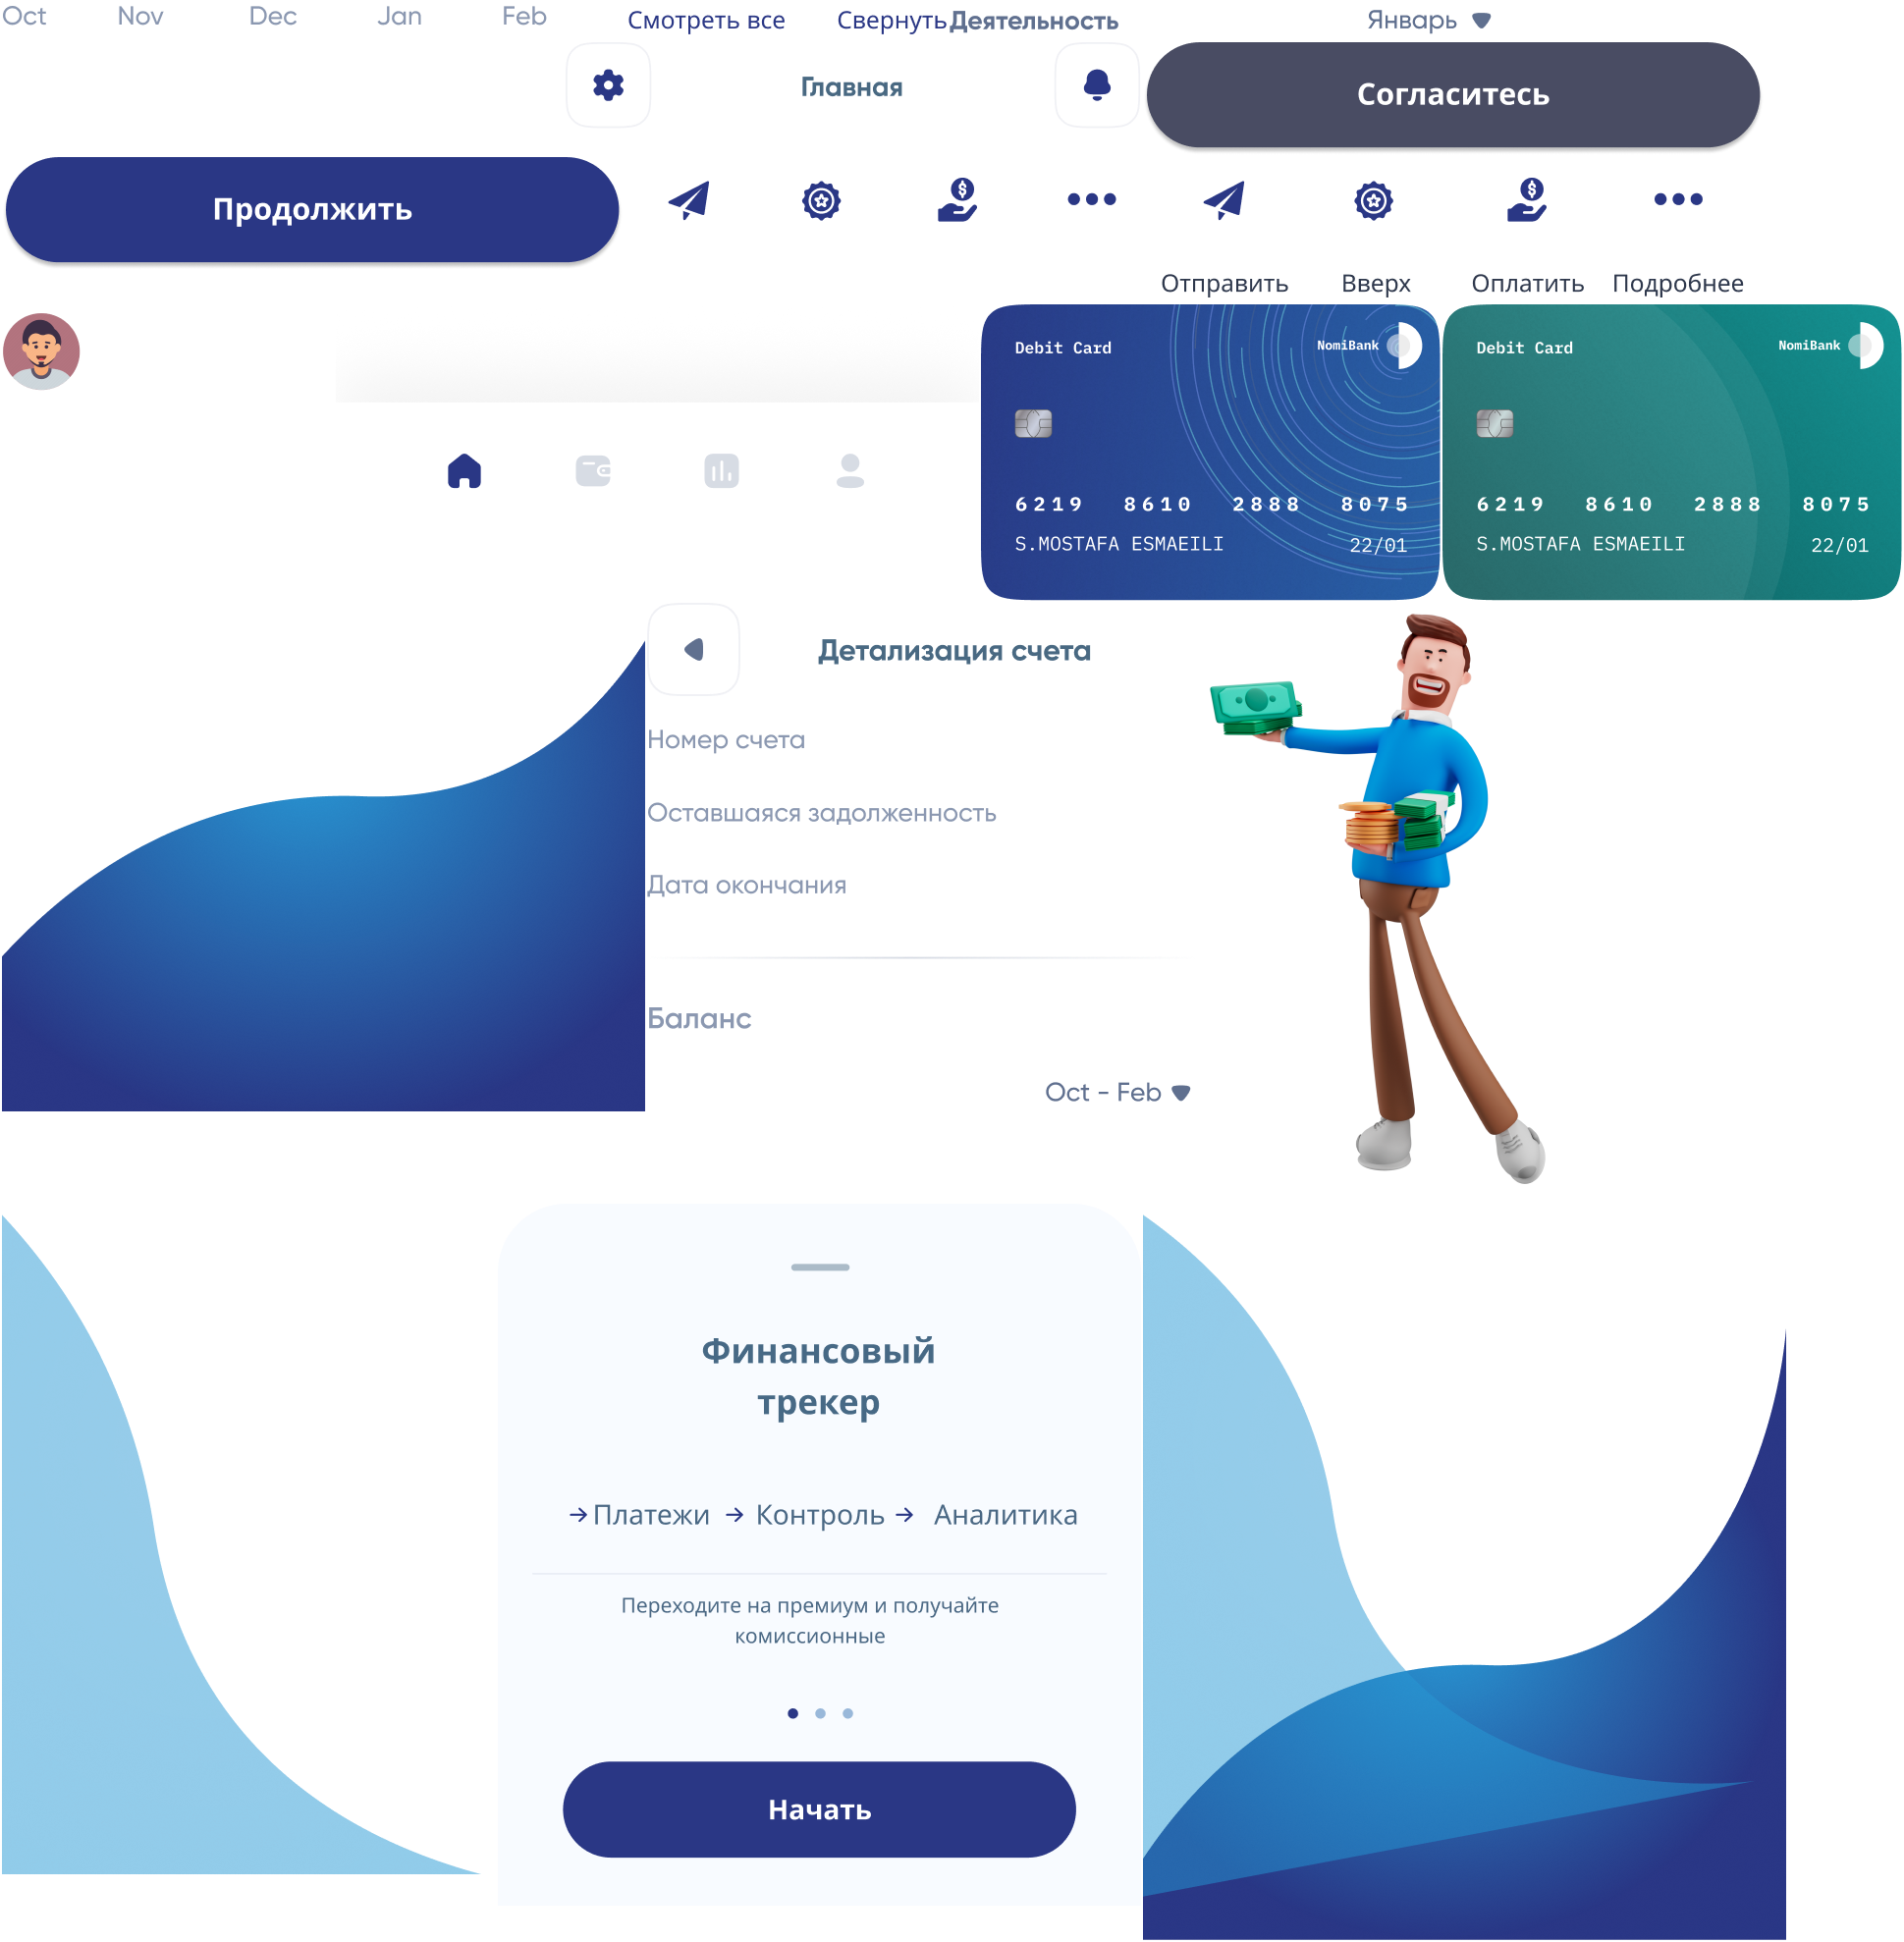 Oct Nov Dec Jan Feb Смотреть все Свернуть Деятельность Январь
Главная
Согласитесь
Продолжить
Отправить Вверх Оплатить Подробнее
Debit Card NomiBank
6219 8610 2888 8075
S.MOSTAFA ESMAEILI 22/01
Debit Card NomiBank
6219 8610 2888 8075
S.MOSTAFA ESMAEILI 22/01
Детализация счета
Номер счета
Оставшаяся задолженность
Дата окончания
Баланс
Oct - Feb
Финансовый
трекер
Платежи Контроль Аналитика
Переходите на премиум и получайте
комиссионные
Начать